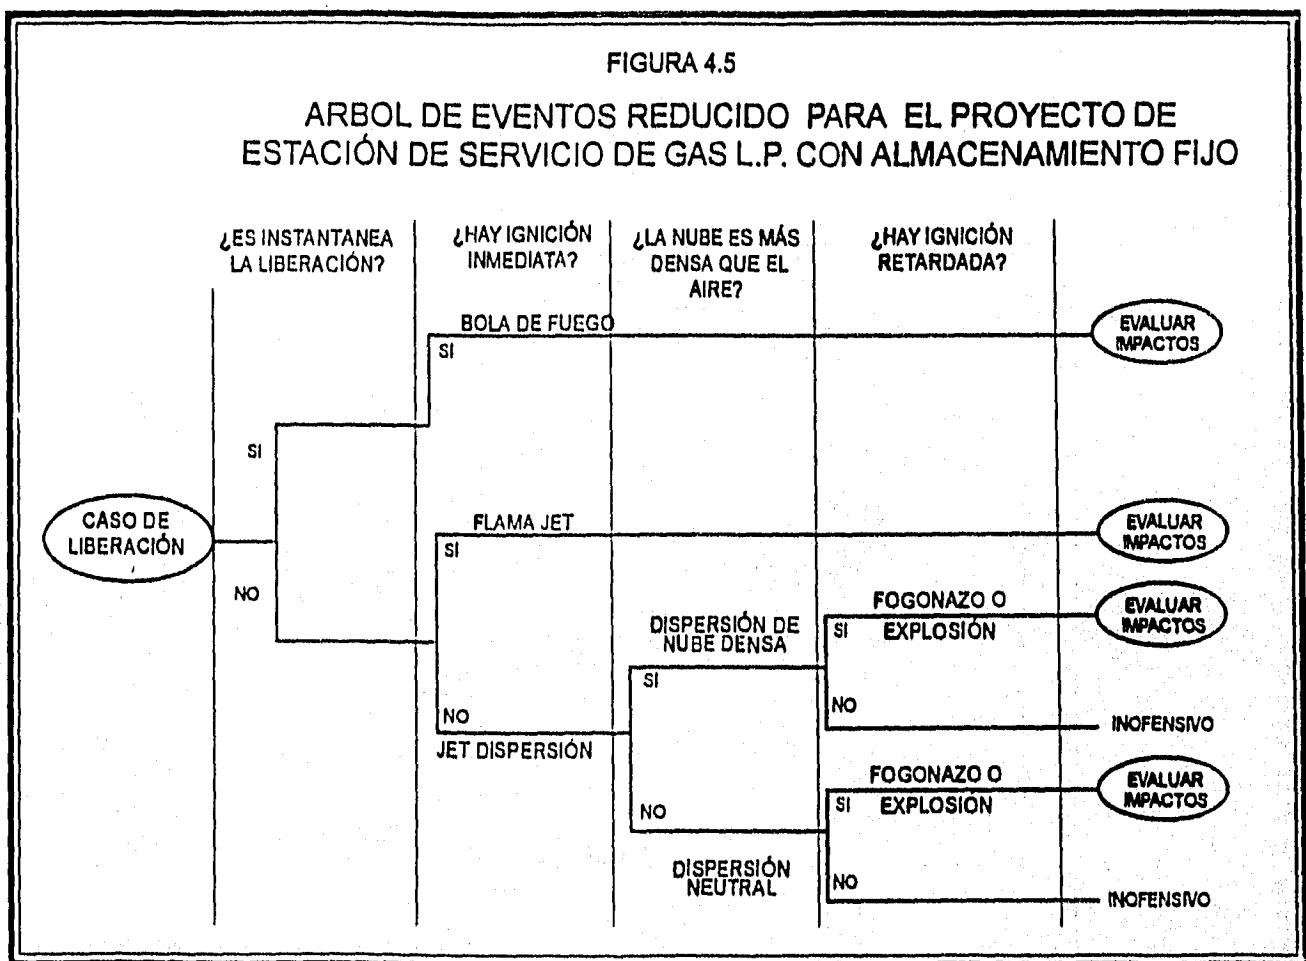 FIGURA 4.5
ARBOL DE EVENTOS REDUCIDO PARA EL PROYECTO DE
ESTACIÓN DE SERVICIO DE GAS L.P. CON ALMACENAMIENTO FIJO
¿ES INSTANTANEA
LA LIBERACIÓN?
¿HAY IGNICIÓN
INMEDIATA?
¿LA NUBE ES MÁS
DENSA QUE EL
AIRE?
¿HAY IGNICIÓN
RETARDADA?
BOLA DE FUEGO
SI
EVALUAR
IMPACTOS
SI
CASO DE
LIBERACIÓN
NO
FLAMA JET
SI
EVALUAR
IMPACTOS
NO
JET DISPERSIÓN
DISPERSIÓN DE
NUBE DENSA
SI
FOGONAZO O
SI
EXPLOSIÓN
EVALUAR
IMPACTOS
NO
INOFENSIVO
NO
DISPERSIÓN
NEUTRAL
FOGONAZO O
SI
EXPLOSIÓN
EVALUAR
IMPACTOS
NO
INOFENSIVO